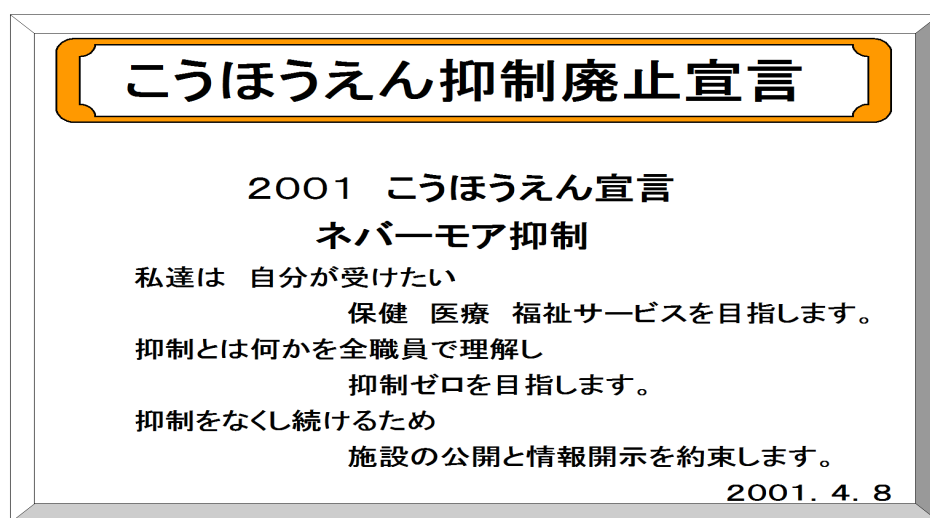 こうほうえん抑制廃止宣言
2001　こうほうえん宣言
ネバーモア抑制
私達は　自分が受けたい
保健　医療　福祉サービスを目指します。
抑制とは何かを全職員で理解し
抑制ゼロを目指します。
抑制をなくし続けるため
施設の公開と情報開示を約束します。
2001．4．8